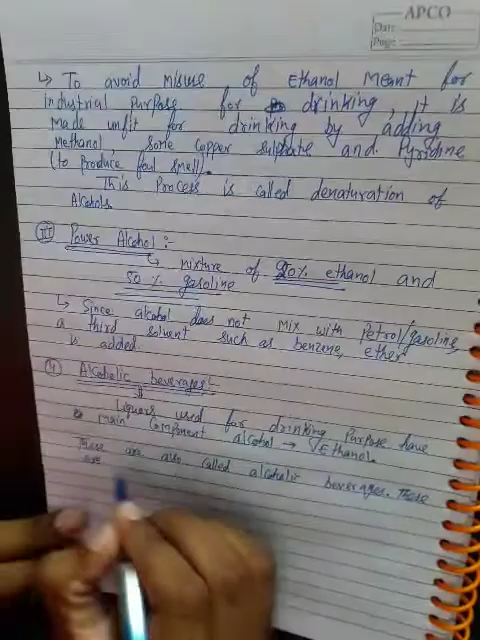 APCO
Date
Page
↳ To avoid misuse of Ethanol Meant for
industrial purpose for drinking, it is
made unfit for drinking by adding
Methanol, some copper sulphate and Pyridine
(to produce foul smell).
This Process is called denaturation of
Alcohols.
III Power Alcohol :-
↳ mixture of 20% ethanol and
80% gasoline
↳ Since alcohol does not mix with petrol/gasoline,
a third solvent such as benzene, ether
is added.
Alcoholic beverages :-
Liquors used for drinking Purpose have
main component alcohol → Ethanol.
These are also called alcoholic beverages. These
are